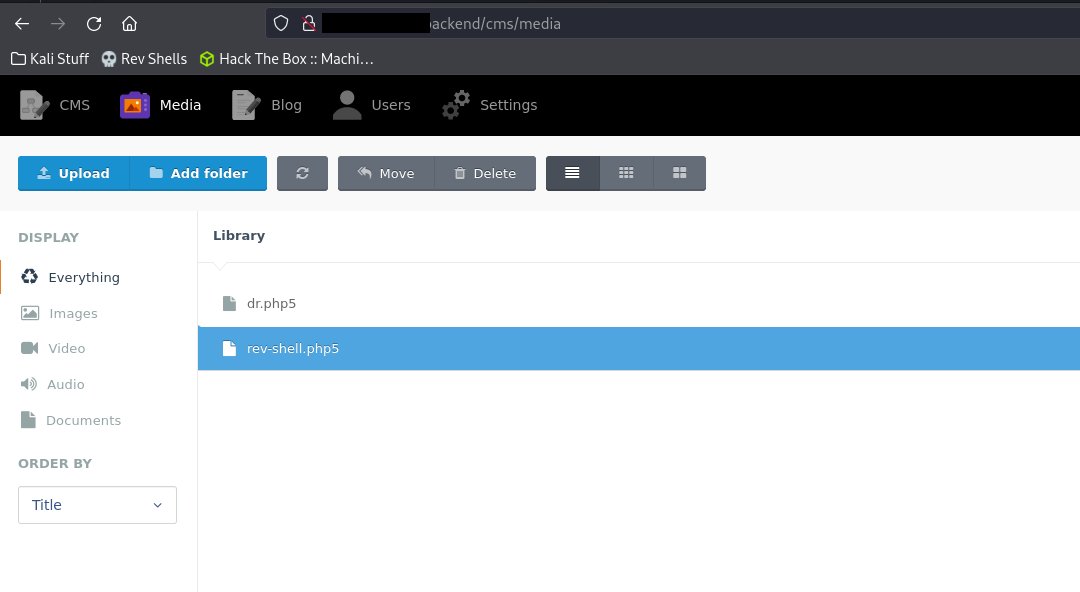 ackend/cms/media
Kali Stuff Rev Shells Hack The Box :: Machi…
CMS Media Blog Users Settings
Upload Add folder Move Delete
DISPLAY
Library
Everything
dr.php5
Images
rev-shell.php5
Video
Audio
Documents
ORDER BY
Title